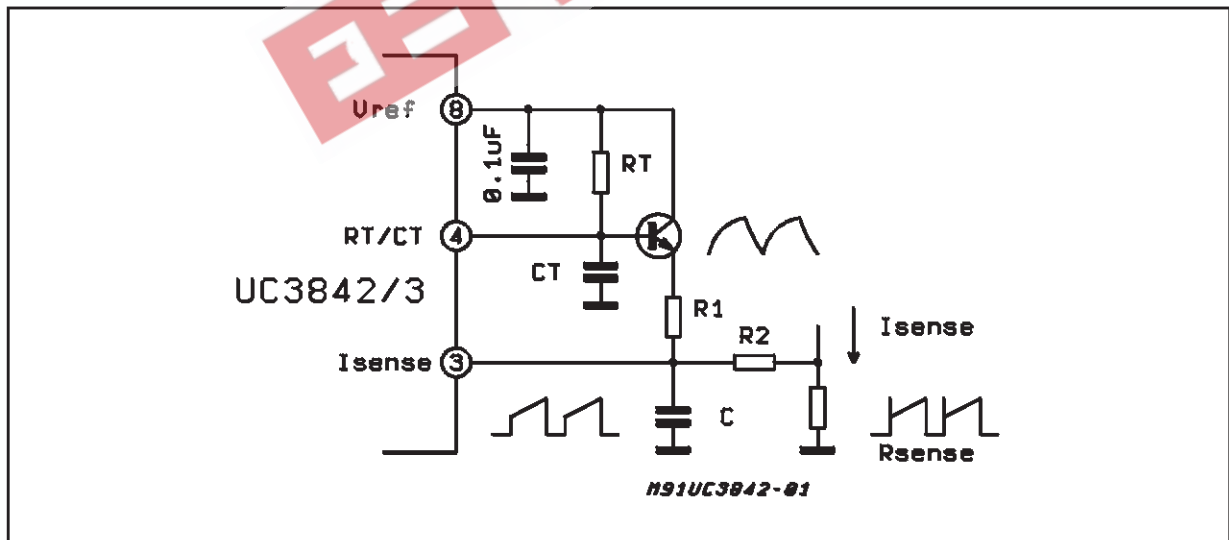 Vref
8
0.1uF
RT
RT/CT
4
CT
UC3842/3
R1
R2
Isense
Isense
3
C
Rsense
M91UC3842-01